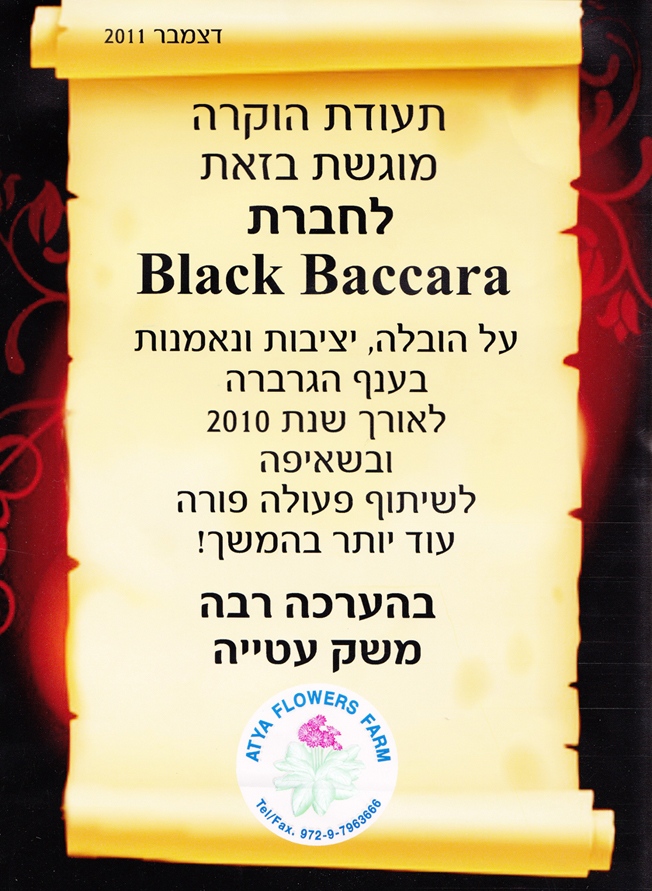 דצמבר 2011
תעודת הוקרה
מוגשת בזאת
לחברת
Black Baccara
על הובלה, יציבות ונאמנות
בענף הגרברה
לאורך שנת 2010
ובשאיפה
לשיתוף פעולה פורה
עוד יותר בהמשך!
בהערכה רבה
משק עטייה
ATYA FLOWERS FARM
Tel/Fax. 972-9-7963666